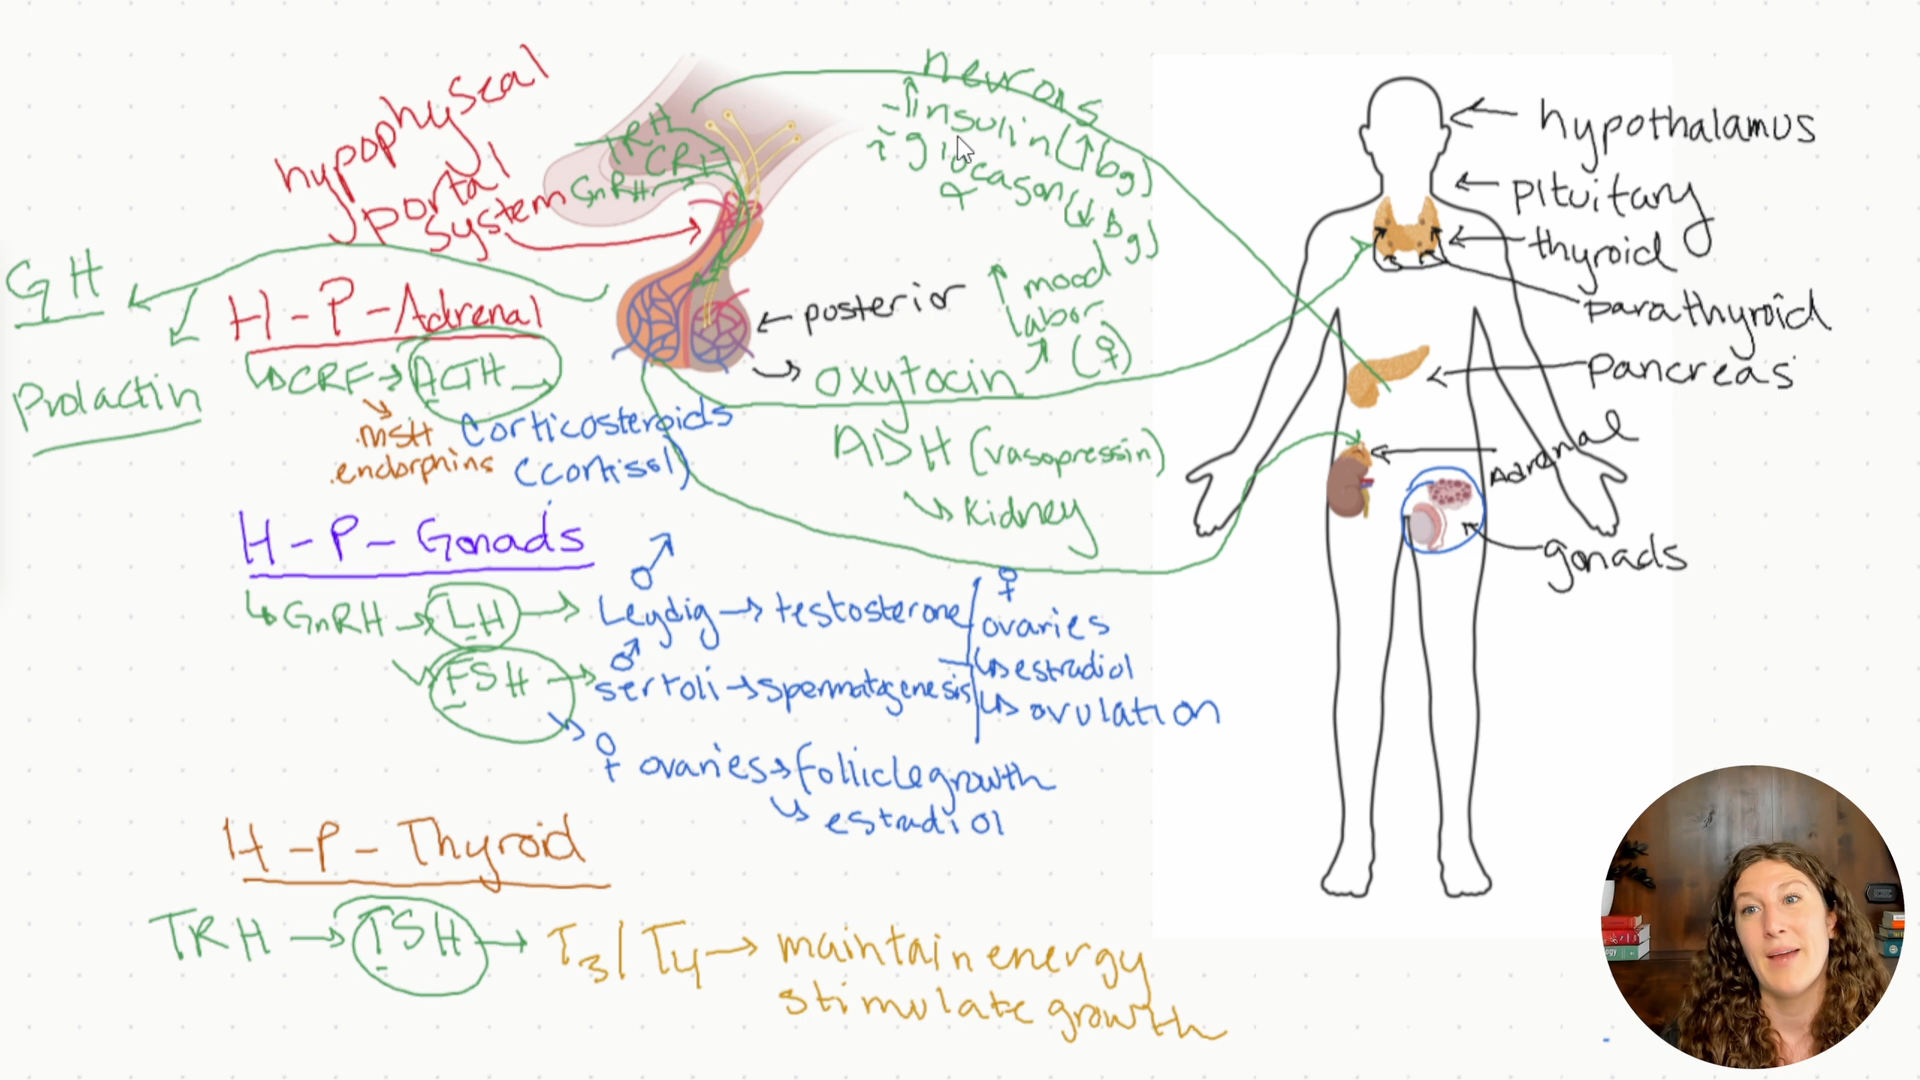 hypophyseal
portal
system
TRH
CRH
GnRH
neurons
-↑insulin(↑bg)
glucagon(↓bg)
GH
Prolactin
H-P-Adrenal
↳CRF→ACTH→
MSH
endorphins
Corticosteroids
(cortisol)
←posterior
→oxytocin
↑mood
labor
↑(♀)
ADH (vasopressin)
↳kidney
H-P-Gonads
↳GnRH→LH→
♂
Leydig→testosterone
FSH→
♂
sertoli→spermatogenesis
♀
ovaries
↳estradiol
↳ovulation
♀ ovaries→follicle growth
↳estradiol
H-P-Thyroid
TRH→TSH→T3/T4→maintain energy
stimulate growth
←hypothalamus
←pituitary
←thyroid
parathyroid
←pancreas
Adrenal
gonads